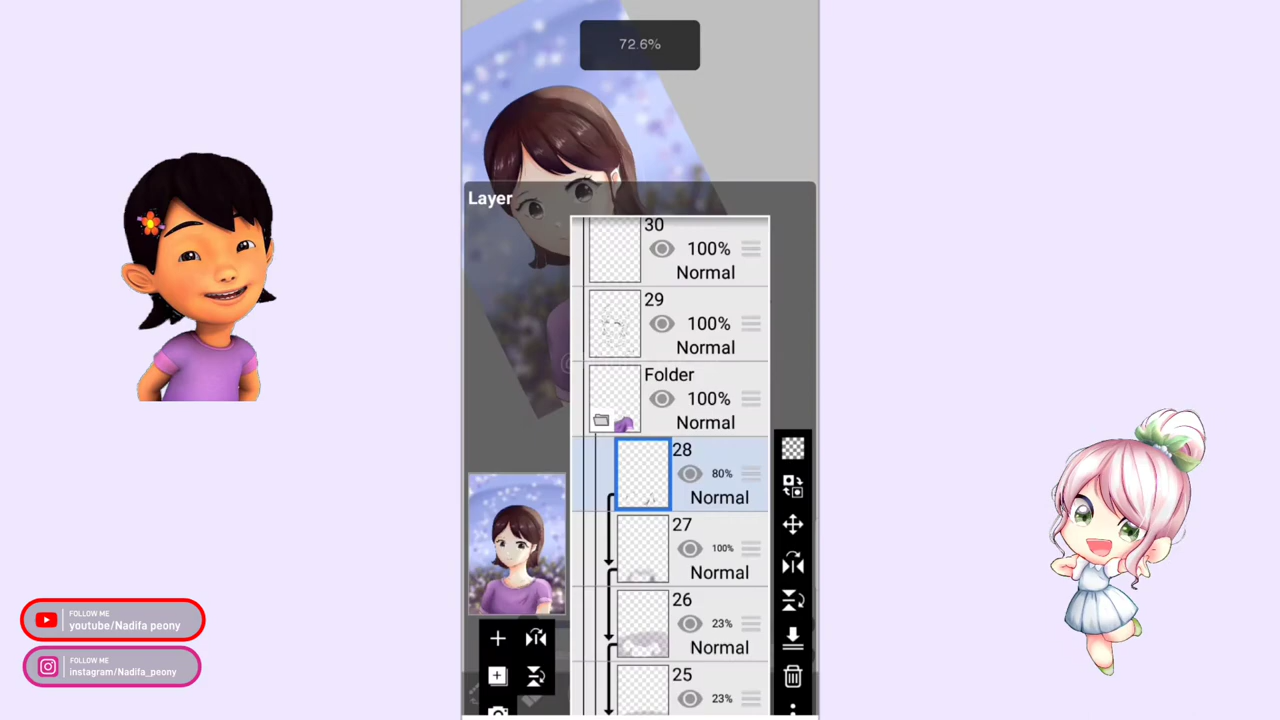 72.6%
Layer
30
100%
Normal
29
100%
Normal
Folder
100%
Normal
28
80%
Normal
27
100%
Normal
26
23%
Normal
25
23%
FOLLOW ME
youtube/Nadifa peony
FOLLOW ME
instagram/Nadifa_peony